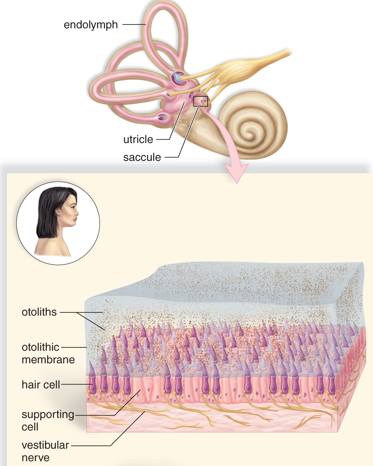 endolymph
utricle
saccule
otoliths
otolithic
membrane
hair cell
supporting
cell
vestibular
nerve